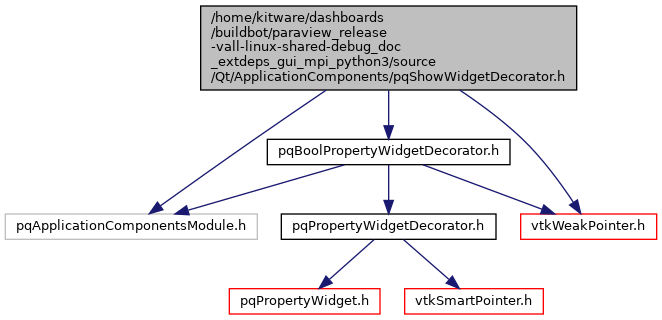 /home/kitware/dashboards
/buildbot/paraview_release
-vall-linux-shared-debug_doc
_extdeps_gui_mpi_python3/source
/Qt/ApplicationComponents/pqShowWidgetDecorator.h
pqBoolPropertyWidgetDecorator.h
pqApplicationComponentsModule.h
pqPropertyWidgetDecorator.h
vtkWeakPointer.h
pqPropertyWidget.h
vtkSmartPointer.h